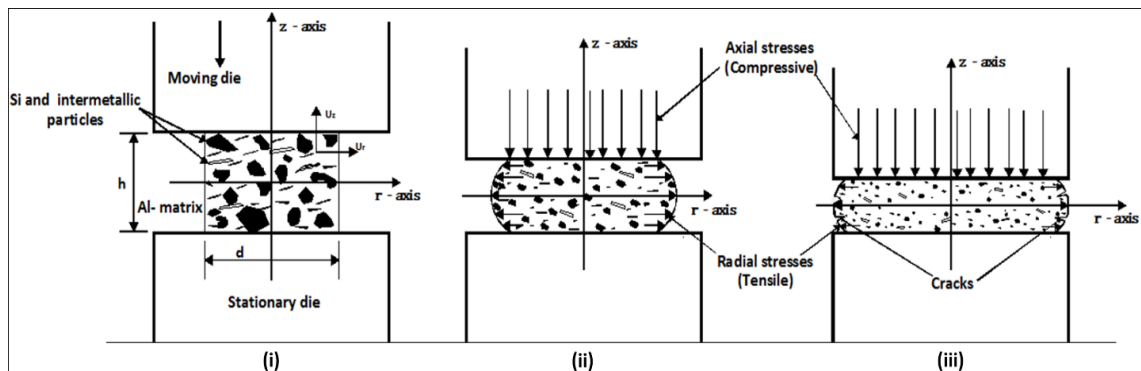 z - axis
Moving die
Si and intermetallic
particles
Uz
Ur
h
r - axis
Al- matrix
d
Stationary die
(i)
z - axis
Axial stresses
(Compressive)
r - axis
Radial stresses
(Tensile)
(ii)
z - axis
r - axis
Cracks
(iii)